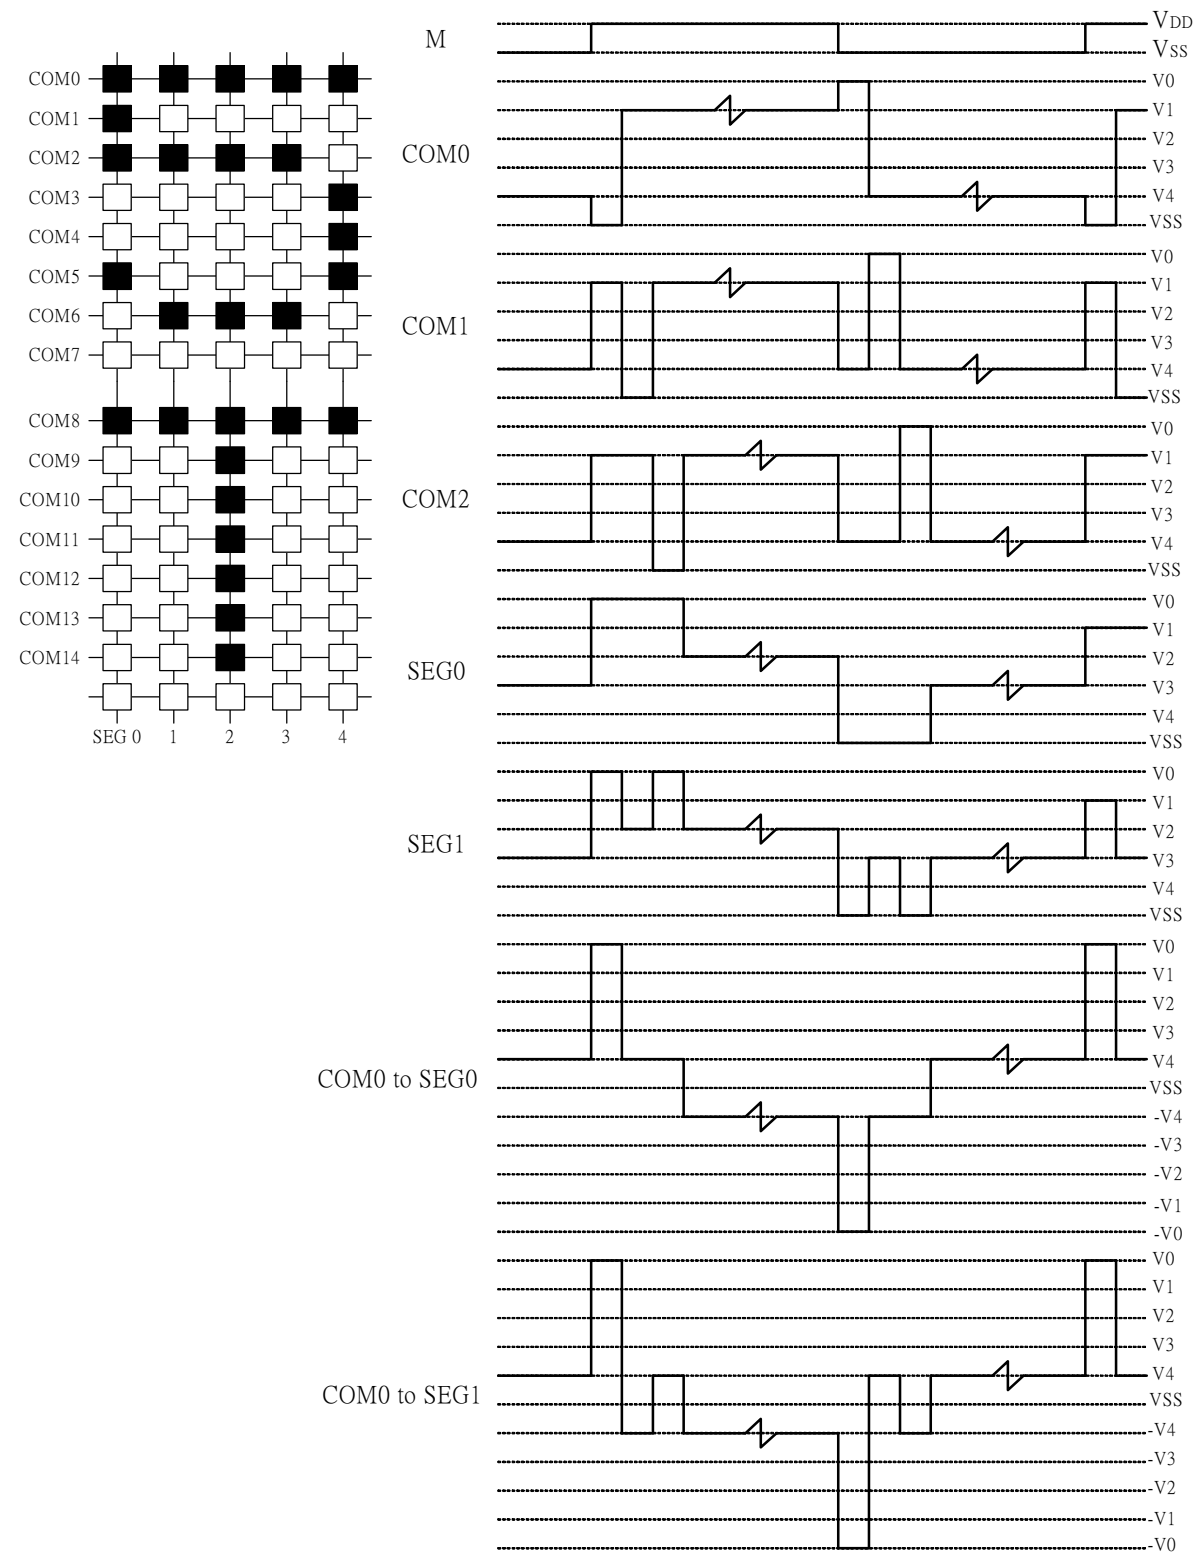 M
VDD
VSS
COM0
COM1
COM2
COM3
COM4
COM5
COM6
COM7
COM8
COM9
COM10
COM11
COM12
COM13
COM14
SEG 0 1 2 3 4
COM0
V0
V1
V2
V3
V4
VSS
COM1
V0
V1
V2
V3
V4
VSS
COM2
V0
V1
V2
V3
V4
VSS
SEG0
V0
V1
V2
V3
V4
VSS
SEG1
V0
V1
V2
V3
V4
VSS
COM0 to SEG0
V0
V1
V2
V3
V4
VSS
-V4
-V3
-V2
-V1
-V0
COM0 to SEG1
V0
V1
V2
V3
V4
VSS
-V4
-V3
-V2
-V1
-V0